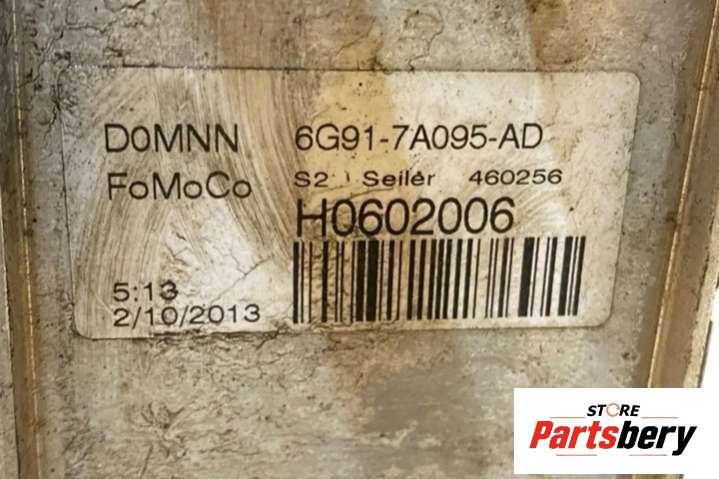 D0MNN 6G91-7A095-AD
FoMoCo S2 Seiler 460256
H0602006
5:13
2/10/2013
STORE
Partsbery